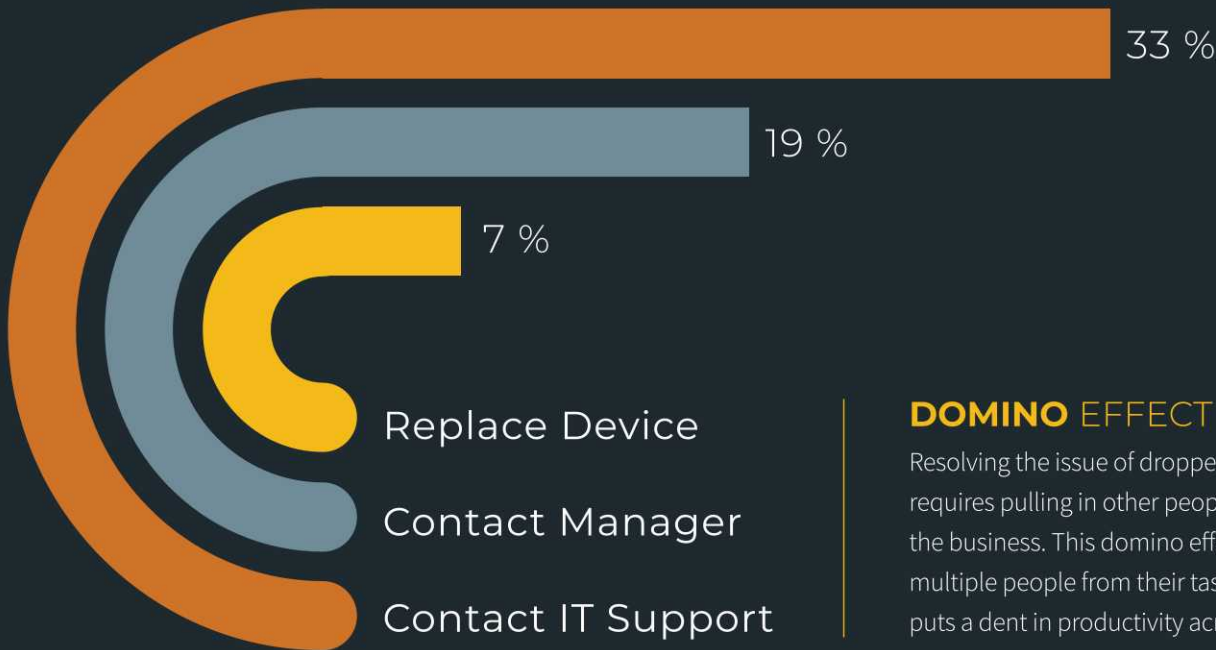 33 %
19 %
7 %
Replace Device
Contact Manager
Contact IT Support
DOMINO EFFECT
Resolving the issue of
requires pulling in other
the business. This domino
multiple people from their
puts a dent in productivity